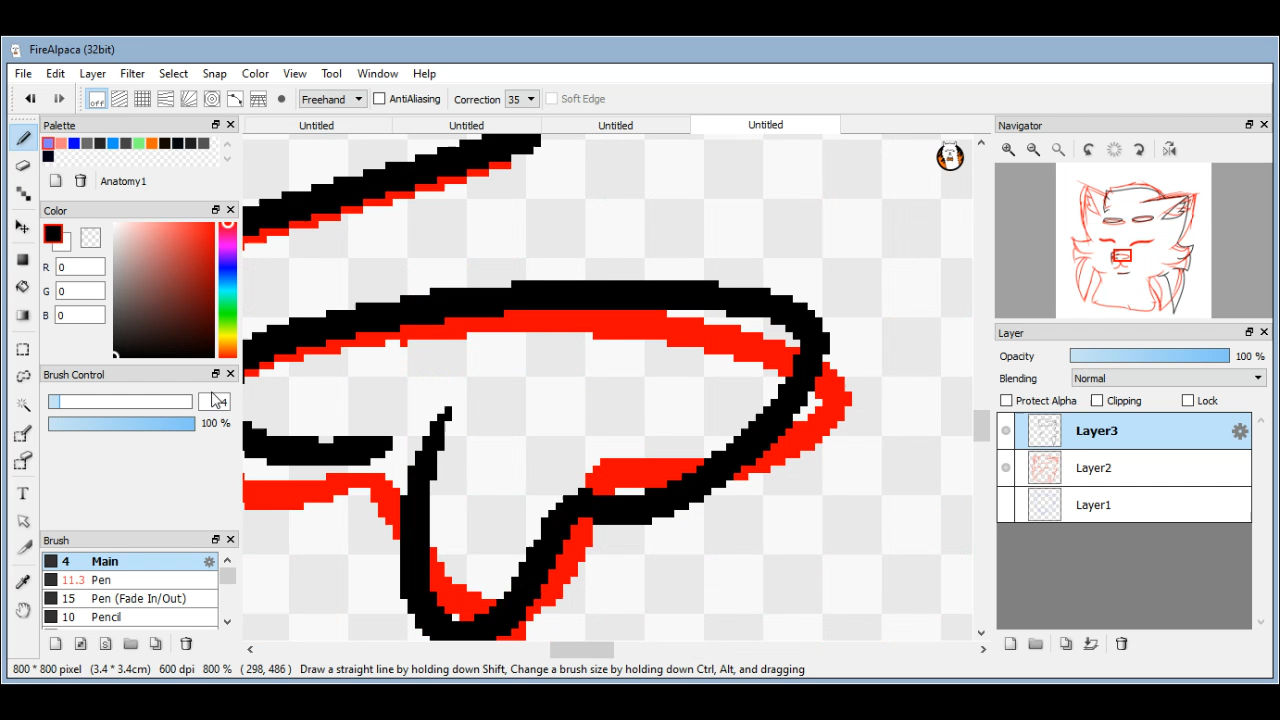 FireAlpaca (32bit)
File Edit Layer Filter Select Snap Color View Tool Window Help
off Freehand AntiAliasing Correction 35 Soft Edge
Palette
Anatomy1
Color
R 0
G 0
B 0
Brush Control
4
100 %
Brush
4 Main
11.3 Pen
15 Pen (Fade In/Out)
10 Pencil
Untitled Untitled Untitled Untitled
Navigator
Layer
Opacity 100 %
Blending Normal
Protect Alpha Clipping Lock
Layer3
Layer2
Layer1
800 * 800 pixel (3.4 * 3.4cm) 600 dpi 800 % ( 298, 486 ) Draw a straight line by holding down Shift, Change a brush size by holding down Ctrl, Alt, and dragging